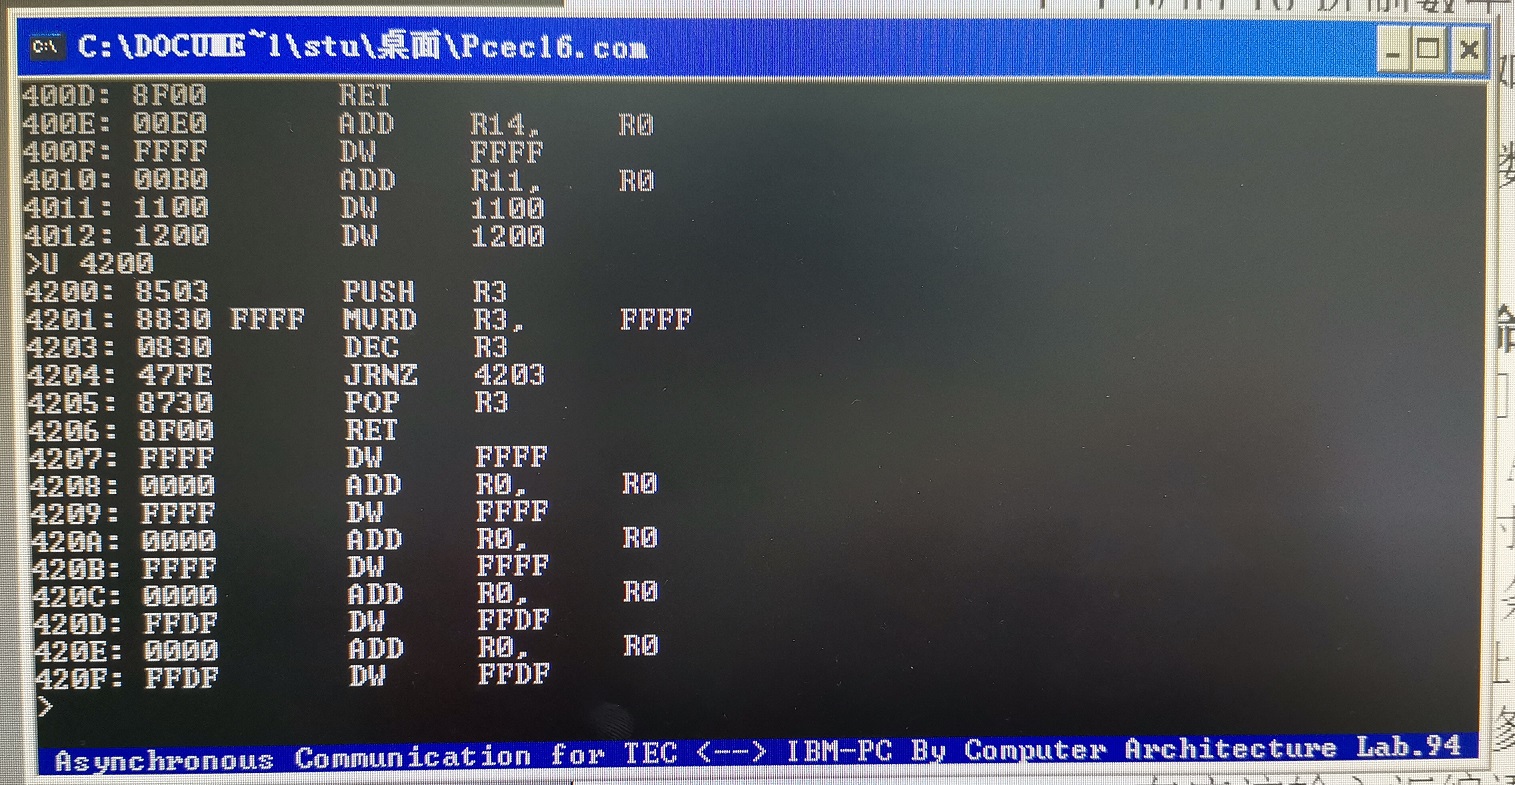 C:\DOCUME~1\stu\桌面\Pcec16.com
400D: 8F00 RET
400E: 00E0 ADD R14, R0
400F: FFFF DW FFFF
4010: 00B0 ADD R11, R0
4011: 1100 DW 1100
4012: 1200 DW 1200
>U 4200
4200: 8503 PUSH R3
4201: 8830 FFFF MVRD R3, FFFF
4203: 0830 DEC R3
4204: 47FE JRNZ 4203
4205: 8730 POP R3
4206: 8F00 RET
4207: FFFF DW FFFF
4208: 0000 ADD R0, R0
4209: FFFF DW FFFF
420A: 0000 ADD R0, R0
420B: FFFF DW FFFF
420C: 0000 ADD R0, R0
420D: FFDF DW FFDF
420E: 0000 ADD R0, R0
420F: FFDF DW FFDF
>
Asynchronous Communication for TEC <--> IBM-PC By Computer Architecture Lab.94